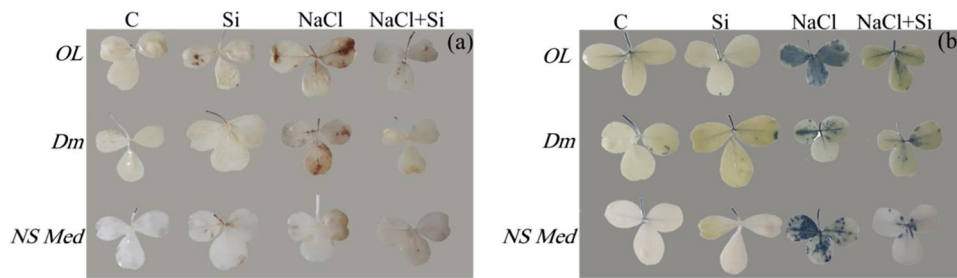 C Si NaCl NaCl+Si
(a)
OL
Dm
NS Med
C Si NaCl NaCl+Si
(b)
OL
Dm
NS Med